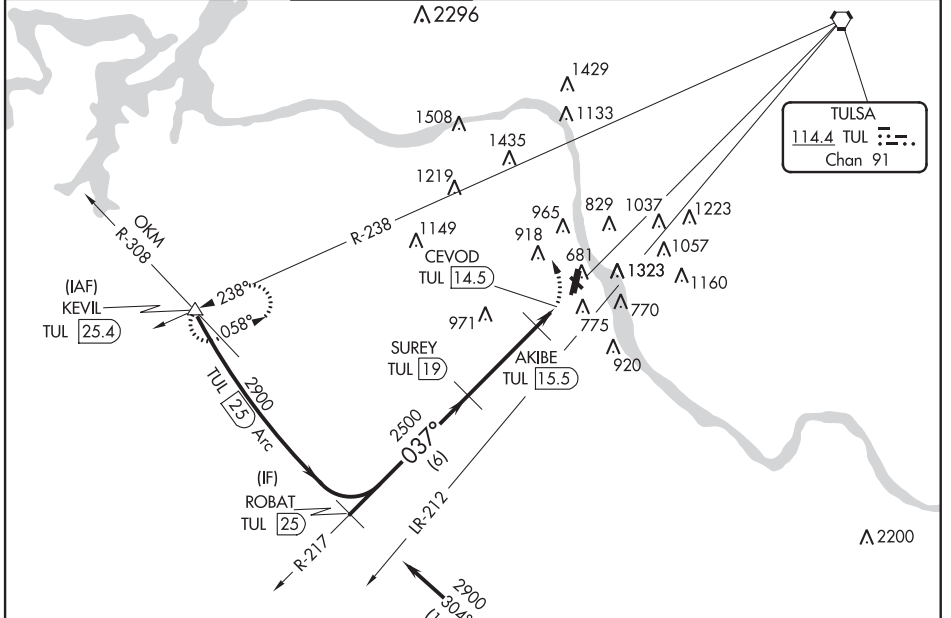 2296
1429
1133
1508
1435
1219
TULSA
114.4 TUL
Chan 91
OKM
R-308
R-238
1149
965
829
1037
1223
918
681
1057
CEVOD
TUL 14.5
1323
1160
(IAF)
KEVIL
TUL 25.4
238°
058°
971
775
770
920
SUREY
TUL 19
AKIBE
TUL 15.5
2900
TUL 25 Arc
2500
037°
(6)
(IF)
ROBAT
TUL 25
R-217
LR-212
2200
2900
304°